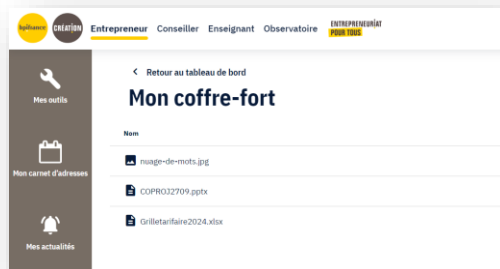 bpifrance CRÉATION Entrepreneur Conseiller Enseignant Observatoire ENTREPRENEURIAT
POUR TOUS
Retour au tableau de bord
Mes outils
Mon coffre-fort
Nom
nuage-de-mots.jpg
Mon carnet d'adresses
COPROJ2709.pptx
Grilletarifaire2024.xlsx
Mes actualités